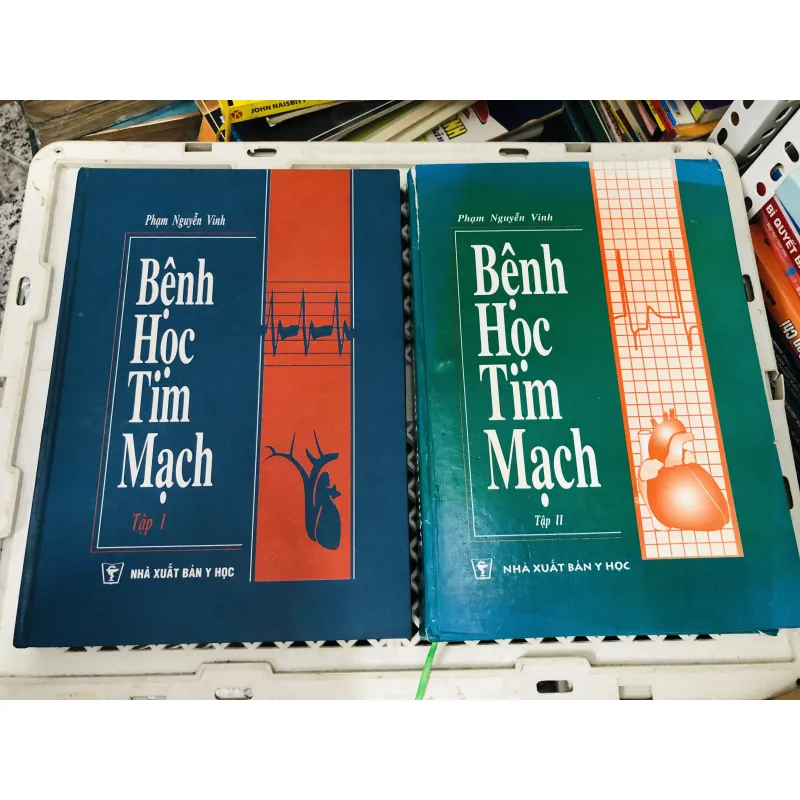 JOHN NAISBITT
Phạm Nguyễn Vinh
Bệnh
Học
Tim
Mạch
Tập 1
NHÀ XUẤT BẢN Y HỌC
Phạm Nguyễn Vinh
Bệnh
Học
Tim
Mạch
Tập II
NHÀ XUẤT BẢN Y HỌC
BÍ QUYẾT